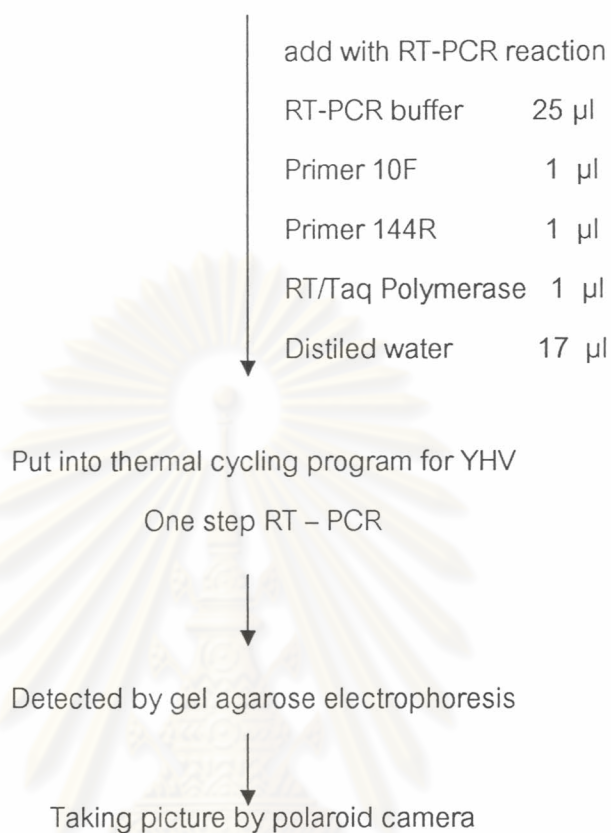 add with RT-PCR reaction
RT-PCR buffer 25 µl
Primer 10F 1 µl
Primer 144R 1 µl
RT/Taq Polymerase 1 µl
Distiled water 17 µl
Put into thermal cycling program for YHV
One step RT – PCR
Detected by gel agarose electrophoresis
Taking picture by polaroid camera